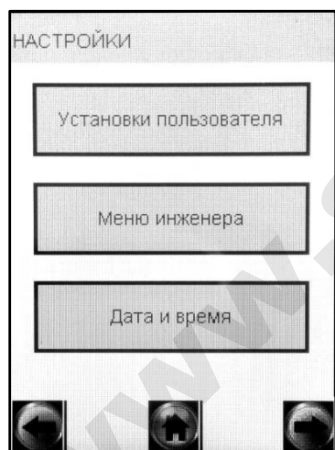 НАСТРОЙКИ
Установки пользователя
Меню инженера
Дата и время